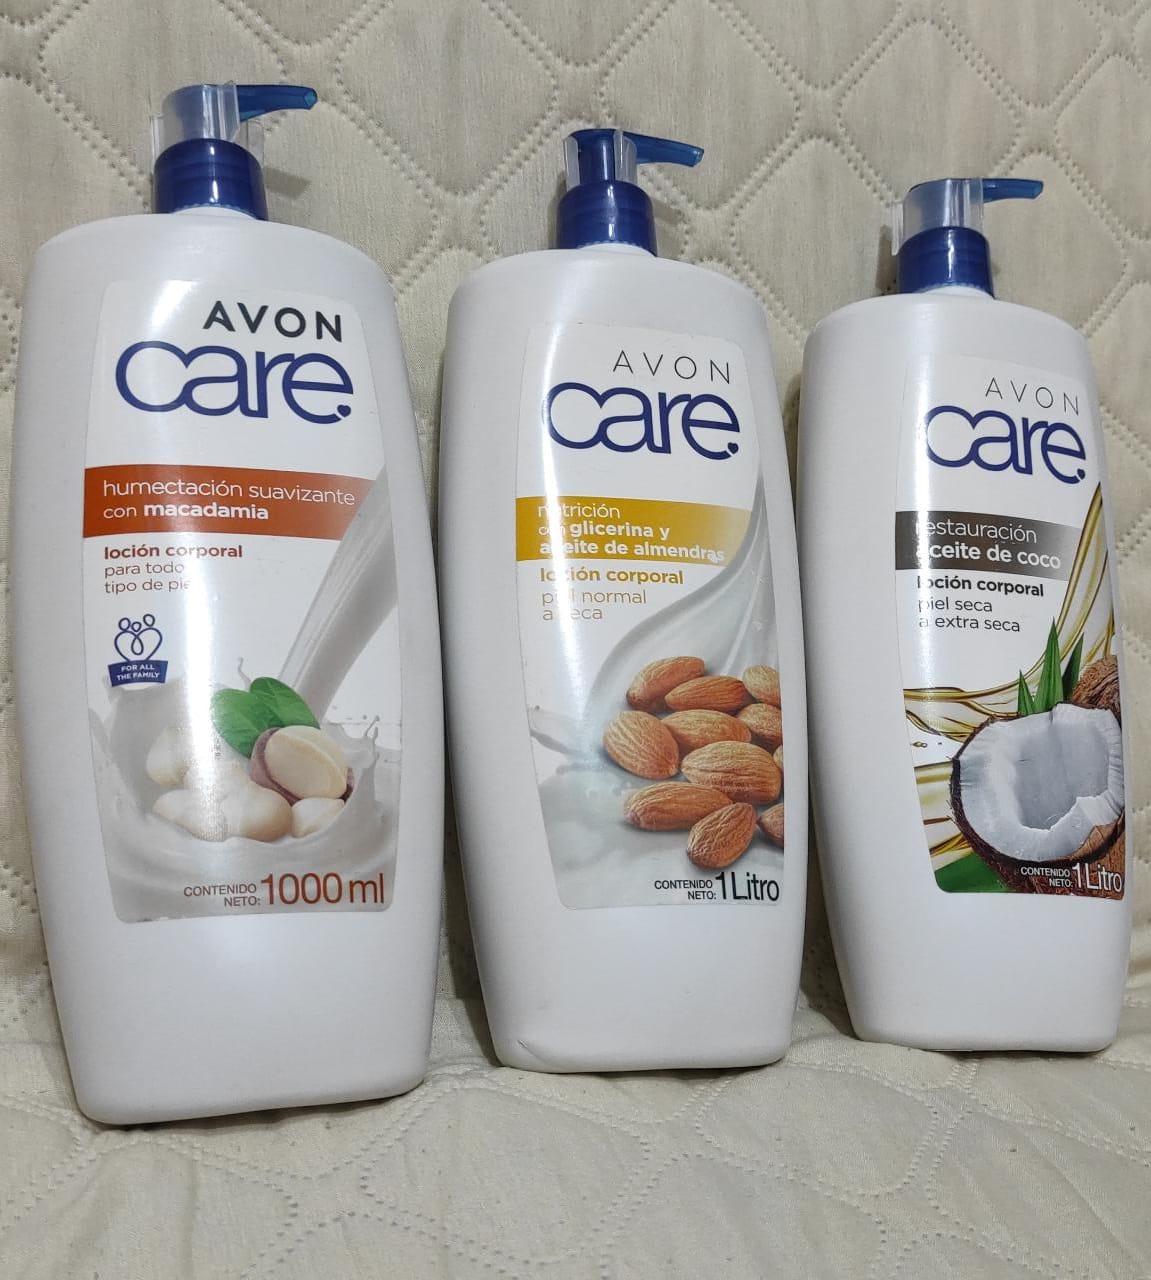 AVON
care
humectación suavizante
con macadamia
loción corporal
para todo
tipo de piel
FOR ALL
THE FAMILY
CONTENIDO
NETO: 1000 ml
AVON
care
nutrición
con glicerina y
aceite de almendras
loción corporal
piel normal
a seca
CONTENIDO
NETO: 1 Litro
AVON
care
restauración
aceite de coco
loción corporal
piel seca
a extra seca
CONTENIDO
NETO: 1 Litro